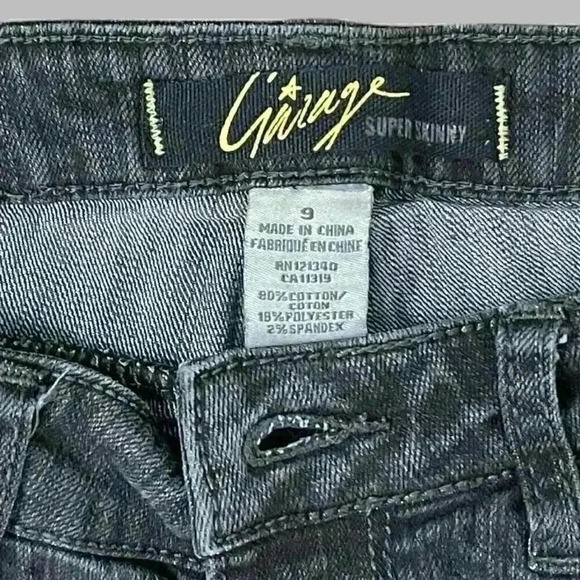 Garage
SUPER SKINNY
9
MADE IN CHINA
FABRIQUÉ EN CHINE
RN121340
CA11319
80% COTTON/
COTON
18% POLYESTER
2% SPANDEX